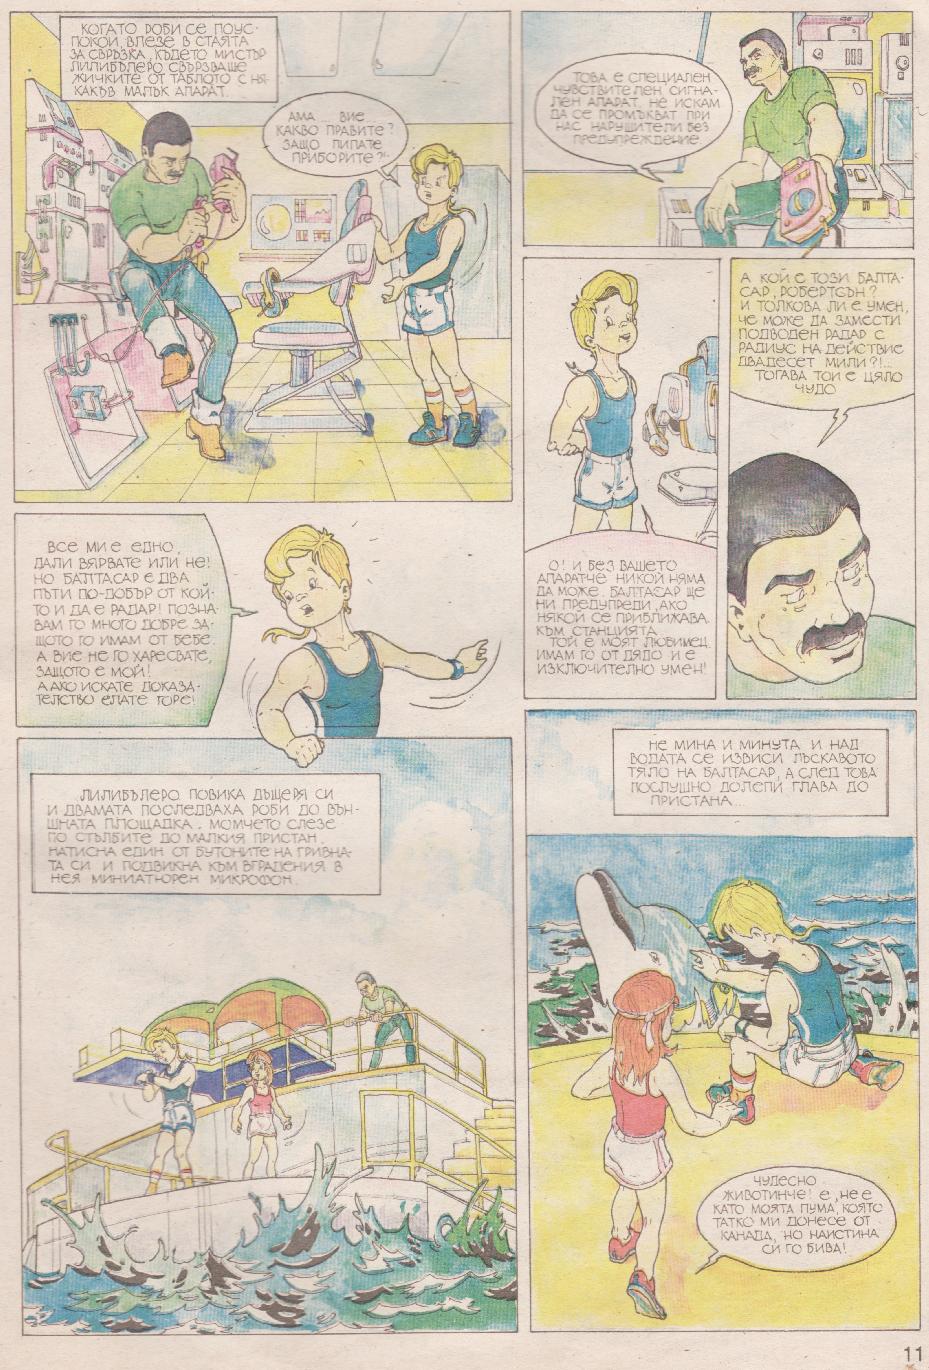 КОГАТО РОБИ СЕ ПОУС-
ПОКОИ, ВЛЕЗЕ В СТАЯТА
ЗА СВРЪЗКА, КЪДЕТО МИСТЪР
ЛИЛИБЪЛЕРО СВЪРЗВАШЕ
ЖИЧКИТЕ ОТ ТАБЛОТО С НЯ-
КАКЪВ МАЛЪК АПАРАТ.
АМА... ВИЕ...
КАКВО ПРАВИТЕ?
ЗАЩО ПИПАТЕ
ПРИБОРИТЕ?!
ТОВА Е СПЕЦИАЛЕН
ЧУВСТВИТЕЛЕН СИГНА-
ЛЕН АПАРАТ. НЕ ИСКАМ
ДА СЕ ПРОМЪКВАТ ПРИ
НАС НАРУШИТЕЛИ БЕЗ
ПРЕДУПРЕЖДЕНИЕ
О! И БЕЗ ВАШЕТО
АПАРАТЧЕ НИКОЙ НЯМА
ДА МОЖЕ. БАЛТАСАР ЩЕ
НИ ПРЕДУПРЕДИ, АКО
НЯКОЙ СЕ ПРИБЛИЖАВА
КЪМ СТАНЦИЯТА.
ТОЙ Е МОЯТ ЛЮБИМЕЦ.
ИМАМ ГО ОТ ДЯДО И Е
ИЗКЛЮЧИТЕЛНО УМЕН!
А КОЙ Е ТОЗИ БАЛТА-
САР, РОБЕРТСЪН?
И ТОЛКОВА ЛИ Е УМЕН,
ЧЕ МОЖЕ ДА ЗАМЕСТИ
ПОДВОДЕН РАДАР С
РАДИУС НА ДЕЙСТВИЕ
ДВАДЕСЕТ МИЛИ?!...
ТОГАВА ТОЙ Е ЦЯЛО
ЧУДО
ВСЕ МИ Е ЕДНО,
ДАЛИ ВЯРВАТЕ ИЛИ НЕ!
НО БАЛТАСАР Е ДВА
ПЪТИ ПО-ДОБЪР ОТ КОЙ-
ТО И ДА Е РАДАР! ПОЗНА-
ВАМ ГО МНОГО ДОБРЕ ЗА-
ЩОТО ГО ИМАМ ОТ БЕБЕ.
А ВИЕ НЕ ГО ХАРЕСВАТЕ,
ЗАЩОТО Е МОЙ!
А АКО ИСКАТЕ ДОКАЗА-
ТЕЛСТВО ЕЛАТЕ ГОРЕ!
ЛИЛИБЪЛЕРО ПОВИКА ДЪЩЕРЯ СИ
И ДВАМАТА ПОСЛЕДВАХА РОБИ ДО ВЪН-
ШНАТА ПЛОЩАДКА. МОМЧЕТО СЛЕЗЕ
ПО СТЪЛБИТЕ ДО МАЛКИЯ ПРИСТАН,
НАТИСНА ЕДИН ОТ БУТОНИТЕ НА ГРИВНА-
ТА СИ И ПОДВИКНА КЪМ ВГРАДЕНИЯ В
НЕЯ МИНИАТЮРЕН МИКРОФОН.
НЕ МИНА И МИНУТА И НАД
ВОДАТА СЕ ИЗВИСИ ЛЪСКАВОТО
ТЯЛО НА БАЛТАСАР, А СЛЕД ТОВА
ПОСЛУШНО ДОЛЕПИ ГЛАВА ДО
ПРИСТАНА...
ЧУДЕСНО
ЖИВОТИНЧЕ! Е, НЕ Е
КАТО МОЯТА ПУМА, КОЯТО
ТАТКО МИ ДОНЕСЕ ОТ
КАНАДА, НО НАИСТИНА
СИ ГО БИВА!
11